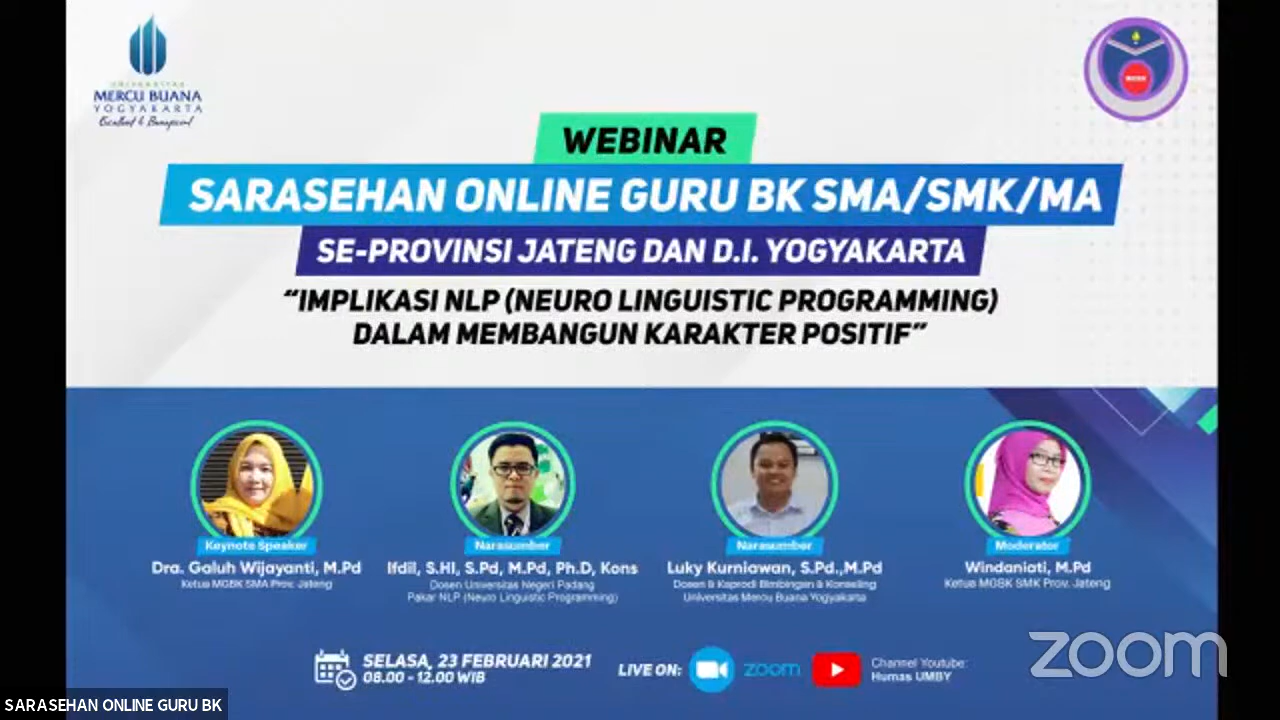 UNIVERSITAS
MERCU BUANA
YOGYAKARTA
Excellent & Bangsival
WEBINAR
SARASEHAN ONLINE GURU BK SMA/SMK/MA
SE-PROVINSI JATENG DAN D.I. YOGYAKARTA
“IMPLIKASI NLP (NEURO LINGUISTIC PROGRAMMING)
DALAM MEMBANGUN KARAKTER POSITIF”
Keynote Speaker
Dra. Galuh Wijayanti, M.Pd
Ketua MGBK SMA Prov. Jateng
Narasumber
Ifdil, S.HI, S.Pd, M.Pd, Ph.D, Kons
Dosen Universitas Negeri Padang
Pakar NLP (Neuro Linguistic Programming)
Narasumber
Luky Kurniawan, S.Pd.,M.Pd
Dosen & Kaprodi Bimbingan & Konseling
Universitas Mercu Buana Yogyakarta
Moderator
Windaniati, M.Pd
Ketua MGBK SMK Prov. Jateng
SELASA, 23 FEBRUARI 2021
08.00 - 12.00 WIB
LIVE ON:
zoom
Channel Youtube:
Humas UMBY
zoom
SARASEHAN ONLINE GURU BK